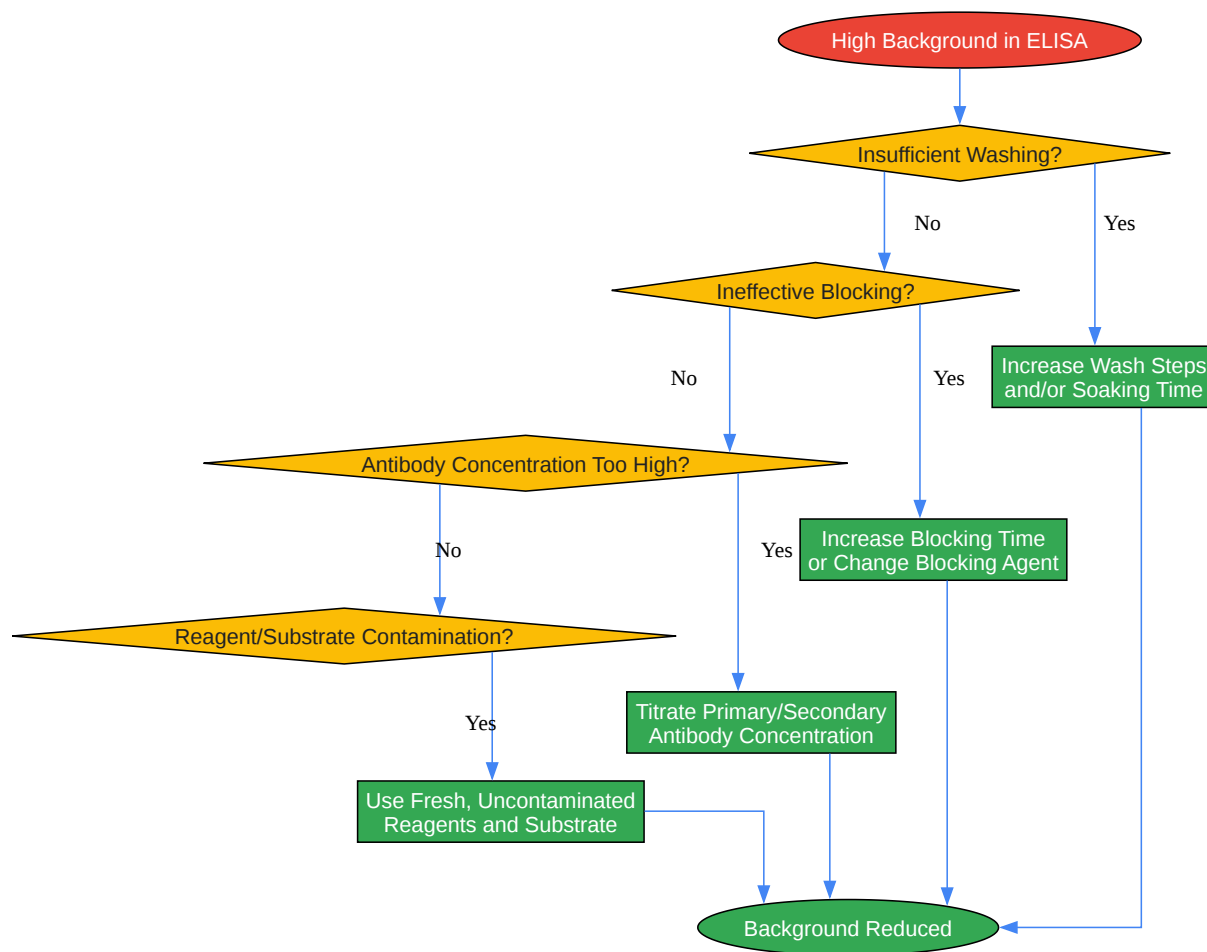 High Background in ELISA
Insufficient Washing?
No
Yes
Ineffective Blocking?
No
Yes
Increase Wash Steps
and/or Soaking Time
Antibody Concentration Too High?
No
Yes
Increase Blocking Time
or Change Blocking Agent
Reagent/Substrate Contamination?
Yes
Titrate Primary/Secondary
Antibody Concentration
Use Fresh, Uncontaminated
Reagents and Substrate
Background Reduced